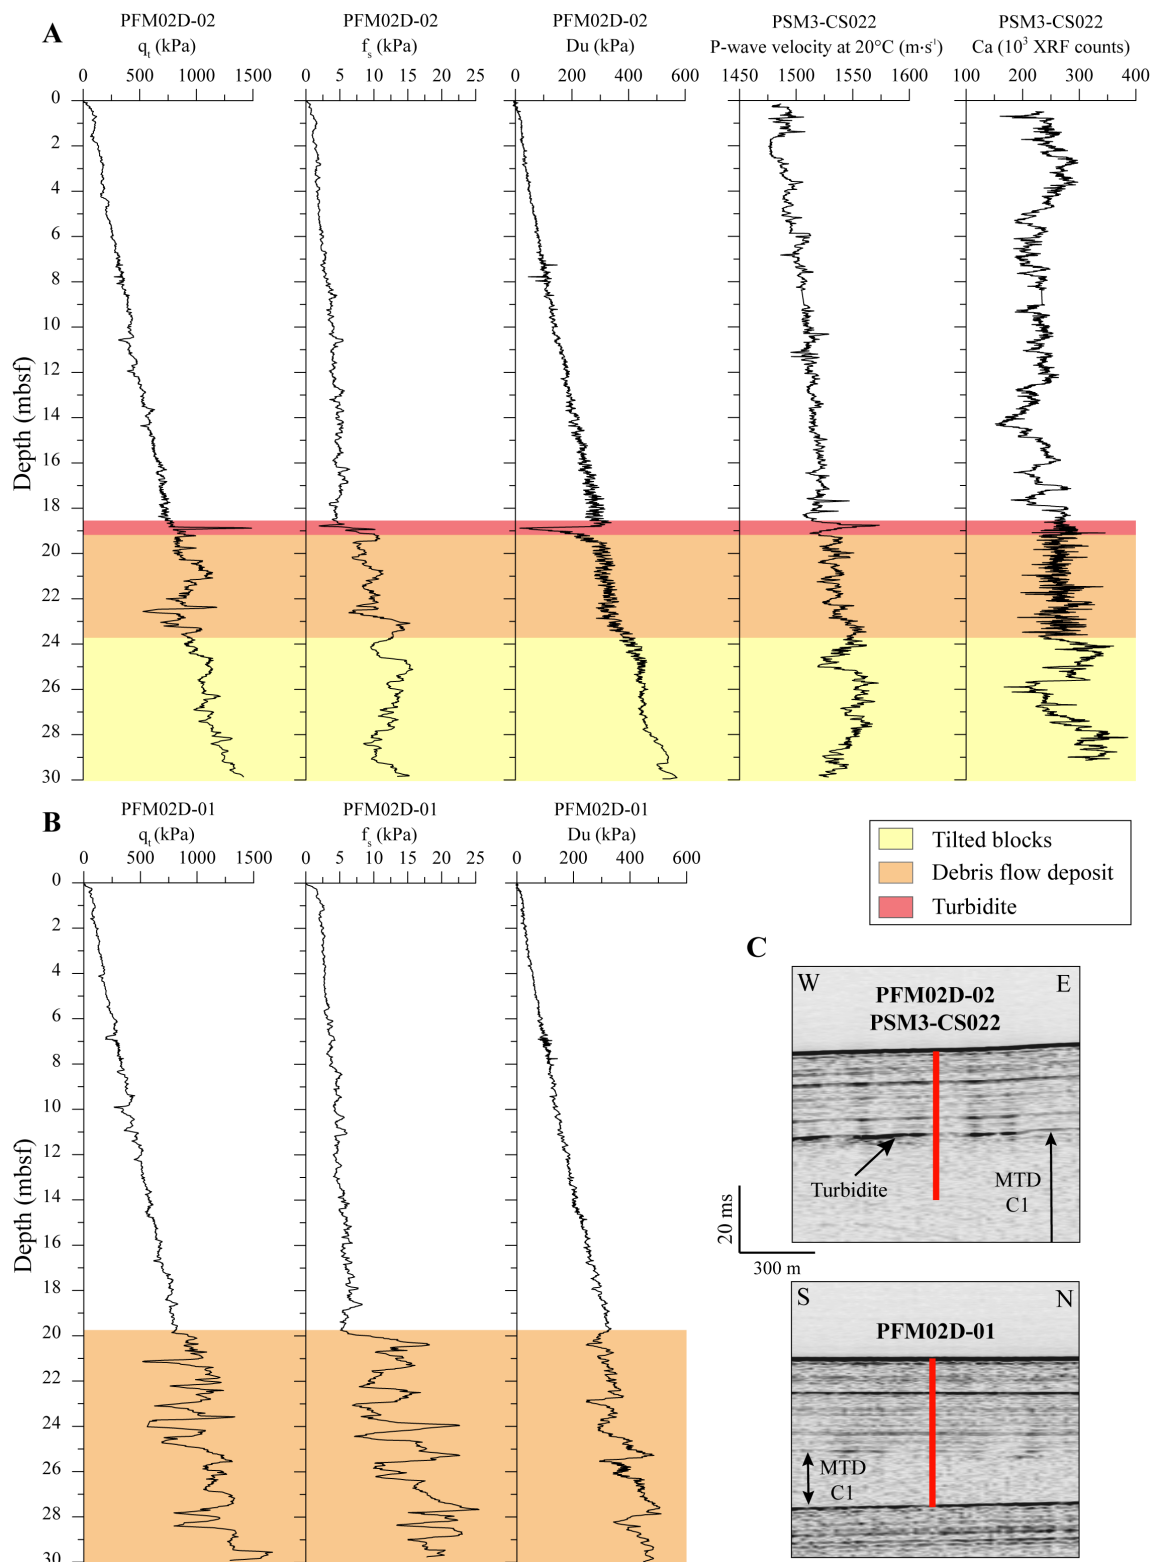 A
PFM02D-02 PFM02D-02 PFM02D-02 PSM3-CS022 PSM3-CS022
qt (kPa) fs (kPa) Du (kPa) P-wave velocity at 20°C (m·s-1) Ca (10³ XRF counts)
0 500 1000 1500 0 5 10 15 20 25 0 200 400 600 1450 1500 1550 1600 100 200 300 400
0
2
4
6
8
10
12
14
16
18
20
22
24
26
28
30
Depth (mbsf)
B
PFM02D-01 PFM02D-01 PFM02D-01
qt (kPa) fs (kPa) Du (kPa)
0 500 1000 1500 0 5 10 15 20 25 0 200 400 600
0
2
4
6
8
10
12
14
16
18
20
22
24
26
28
30
Depth (mbsf)
Tilted blocks
Debris flow deposit
Turbidite
C
W E
PFM02D-02
PSM3-CS022
Turbidite
MTD
C1
20 ms
300 m
S N
PFM02D-01
MTD
C1